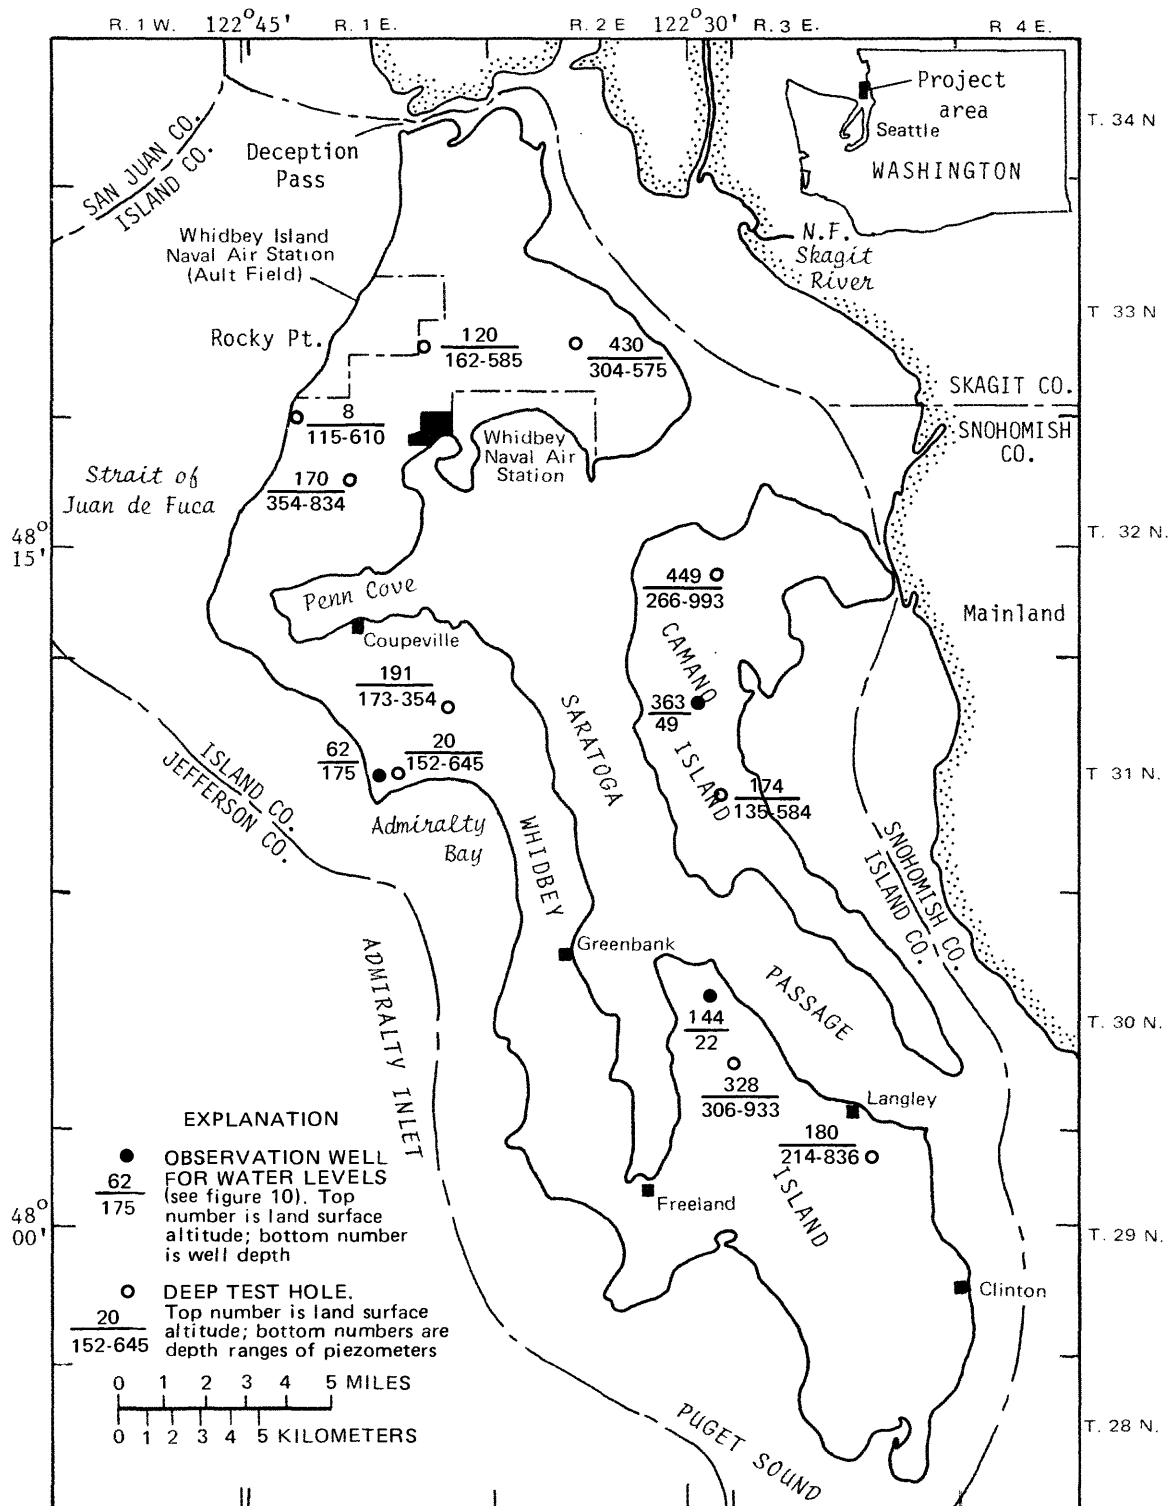 R. 1 W. 122°45' R. 1 E. R. 2 E 122°30' R. 3 E. R 4 E.
Project
area
Seattle
WASHINGTON
T. 34 N
SAN JUAN CO.
ISLAND CO.
Deception
Pass
Whidbey Island
Naval Air Station
(Ault Field)
N.F.
Skagit
River
T. 33 N
Rocky Pt.
120
162-585
430
304-575
SKAGIT CO.
SNOHOMISH
CO.
8
115-610
Whidbey
Naval Air
Station
170
354-834
Strait of
Juan de Fuca
48°
15'
T. 32 N.
449
266-993
Penn Cove
Coupeville
Mainland
CAMANO
ISLAND
191
173-354
363
49
SARATOGA
PASSAGE
62
175
20
152-645
174
135-584
T. 31 N.
ISLAND CO.
JEFFERSON CO.
Admiralty
Bay
WHIDBEY
ISLAND
SNOHOMISH CO.
ISLAND CO.
Greenbank
ADMIRALTY INLET
144
22
T. 30 N.
328
306-933
Langley
180
214-836
Freeland
T. 29 N.
Clinton
PUGET SOUND
T. 28 N.
48°
00'
EXPLANATION
OBSERVATION WELL
FOR WATER LEVELS
62
175
(see figure 10). Top
number is land surface
altitude; bottom number
is well depth
DEEP TEST HOLE.
20
152-645
Top number is land surface
altitude; bottom numbers are
depth ranges of piezometers
0 1 2 3 4 5 MILES
0 1 2 3 4 5 KILOMETERS